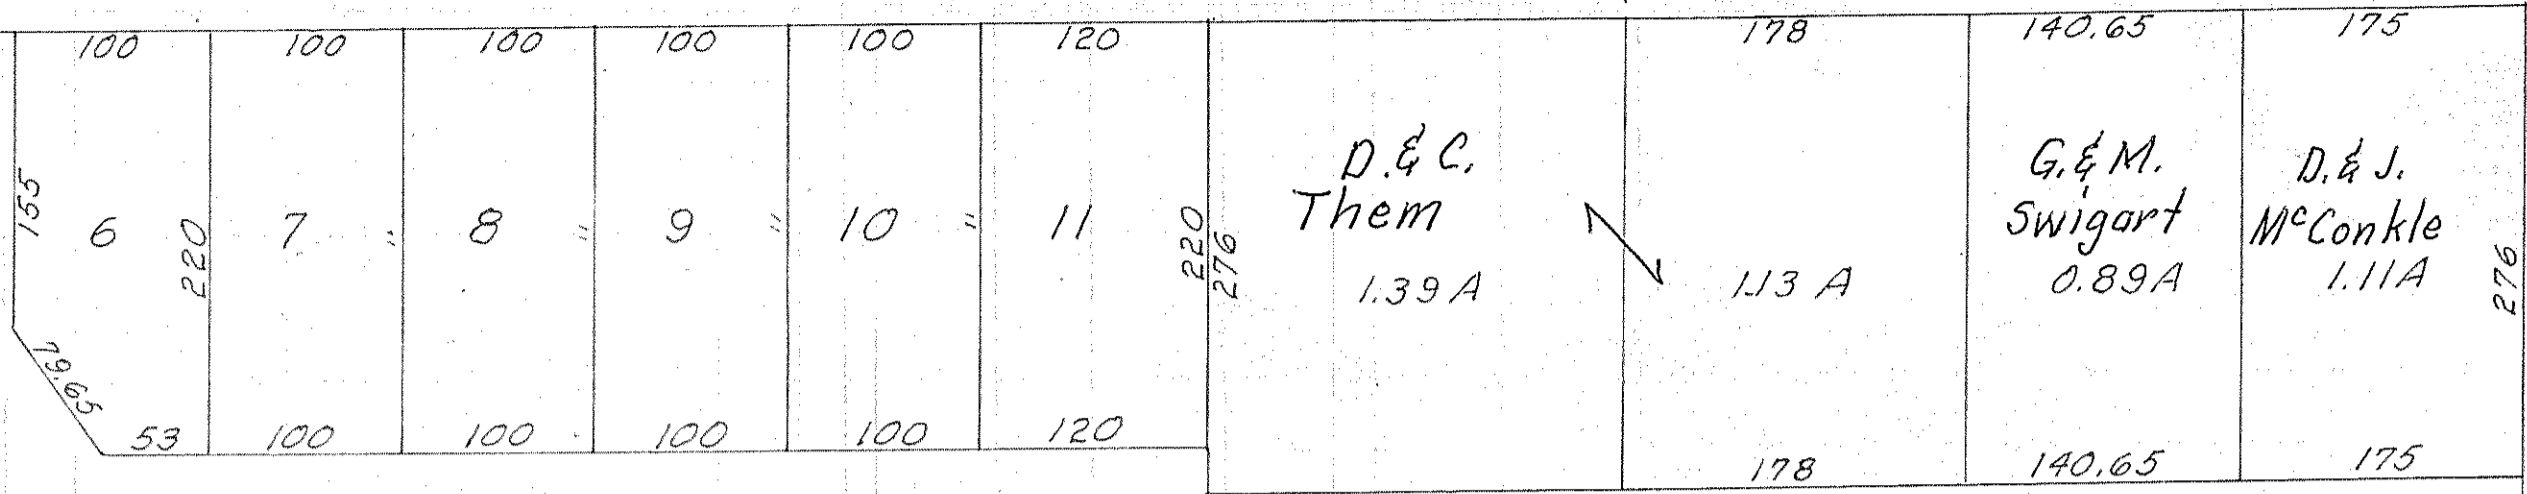 100 100 100 100 100 120 178 140.65 175
155
6
220
7
"
8
"
9
"
10
"
11
220
276
D. & C.
Them
1.39 A
1.13 A
G. & M.
Swigart
0.89A
D. & J.
McConkle
1.11A
276
79.65
53 100 100 100 100 120
178 140.65 175